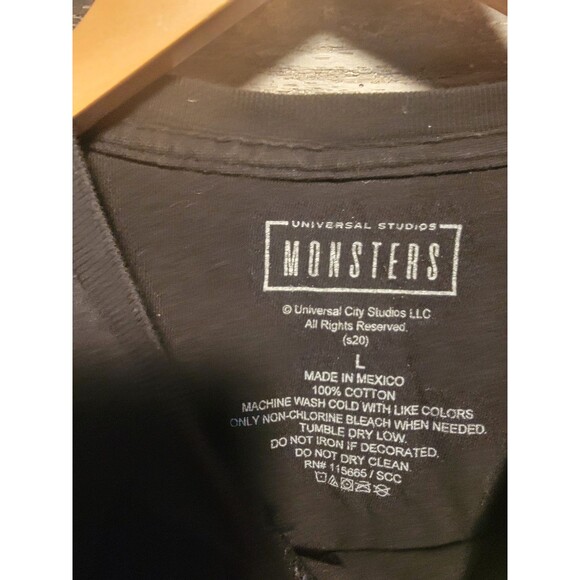 UNIVERSAL STUDIOS
MONSTERS
© Universal City Studios LLC
All Rights Reserved.
(s20)
L
MADE IN MEXICO
100% COTTON
MACHINE WASH COLD WITH LIKE COLORS
ONLY NON-CHLORINE BLEACH WHEN NEEDED.
TUMBLE DRY LOW.
DO NOT IRON IF DECORATED.
DO NOT DRY CLEAN.
RN# 115665 / SCC